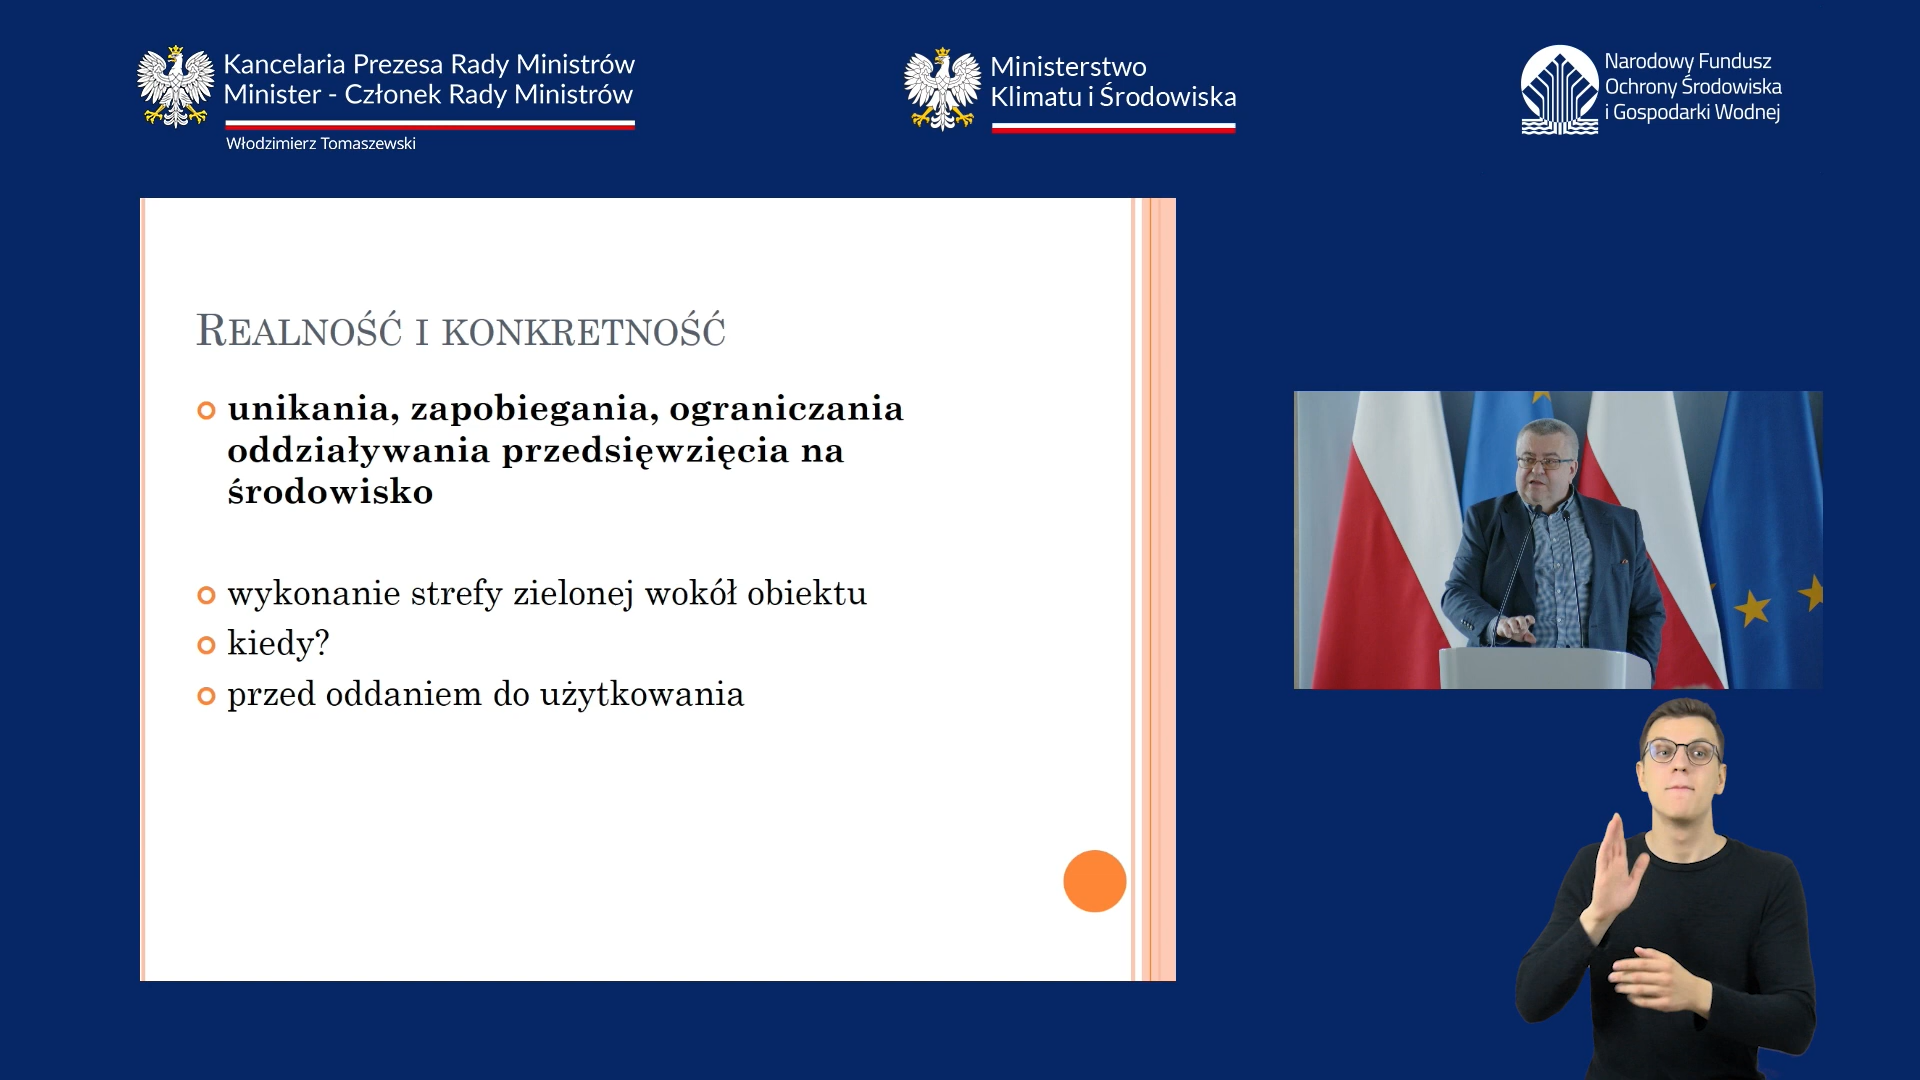 Kancelaria Prezesa Rady Ministrów
Minister - Członek Rady Ministrów
Włodzimierz Tomaszewski
Ministerstwo
Klimatu i Środowiska
Narodowy Fundusz
Ochrony Środowiska
i Gospodarki Wodnej
REALNOŚĆ I KONKRETNOŚĆ
unikania, zapobiegania, ograniczania
oddziaływania przedsięwzięcia na
środowisko
wykonanie strefy zielonej wokół obiektu
kiedy?
przed oddaniem do użytkowania